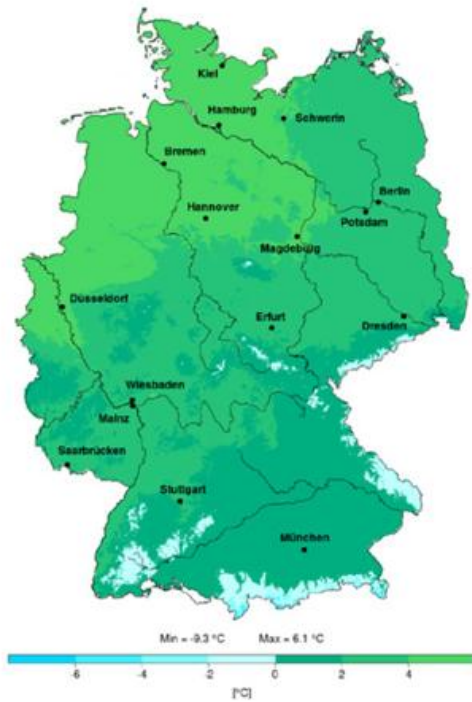 Kiel
Hamburg
Schwerin
Bremen
Berlin
Hannover
Potsdam
Magdeburg
Düsseldorf
Erfurt
Dresden
Wiesbaden
Mainz
Saarbrücken
Stuttgart
München
Min = -9.3 °C Max = 6.1 °C
-6 -4 -2 0 2 4
[°C]